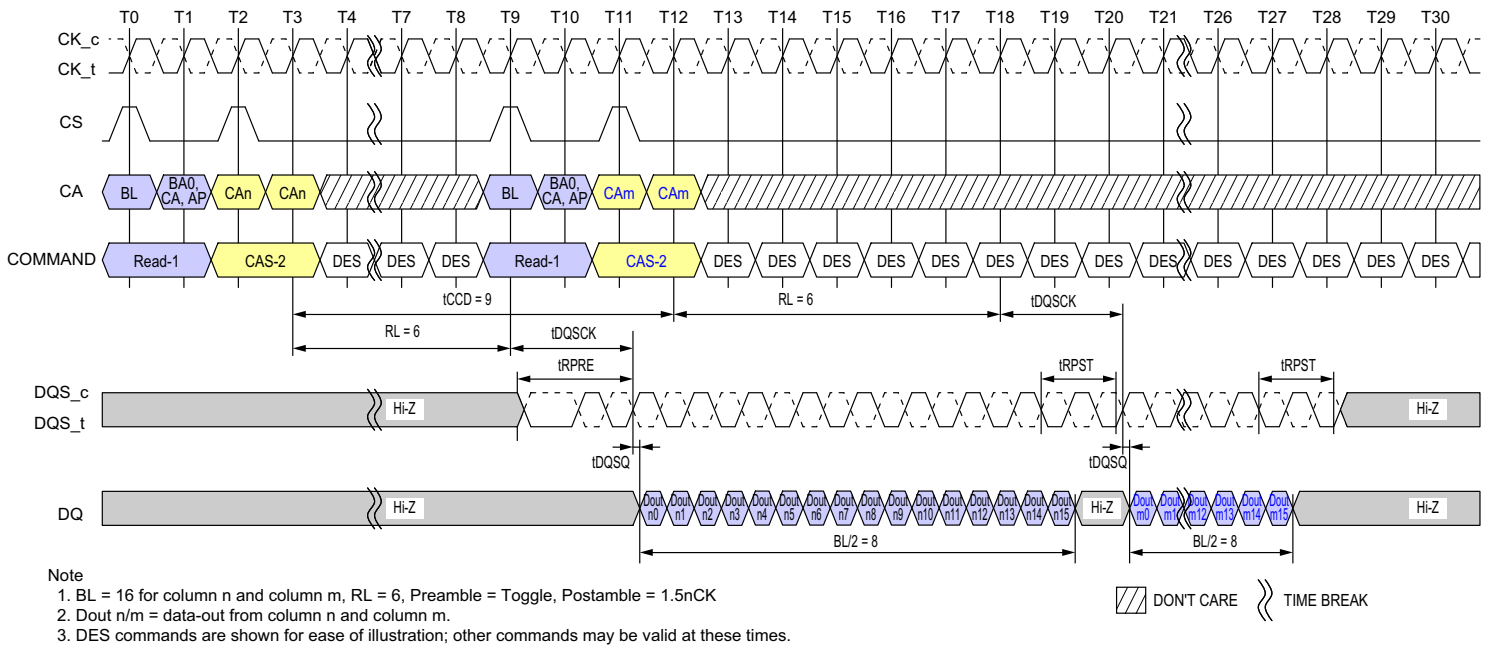 T0 T1 T2 T3 T4 T7 T8 T9 T10 T11 T12 T13 T14 T15 T16 T17 T18 T19 T20 T21 T26 T27 T28 T29 T30
CK_c
CK_t
CS
CA BL BA0, CA, AP CAn CAn BL BA0, CA, AP CAm CAm
COMMAND Read-1 CAS-2 DES DES DES Read-1 CAS-2 DES DES DES DES DES DES DES DES DES DES DES DES DES DES
tCCD = 9 RL = 6 tDQSCK
RL = 6 tDQSCK
tRPRE tRPST tRPST
DQS_c
DQS_t
Hi-Z Hi-Z
tDQSQ tDQSQ
DQ Hi-Z Dout n0 Dout n1 Dout n2 Dout n3 Dout n4 Dout n5 Dout n6 Dout n7 Dout n8 Dout n9 Dout n10 Dout n11 Dout n12 Dout n13 Dout n14 Dout n15 Hi-Z Dout m0 Dout m1 Dout m12 Dout m13 Dout m14 Dout m15 Hi-Z
BL/2 = 8 BL/2 = 8
Note
1. BL = 16 for column n and column m, RL = 6, Preamble = Toggle, Postamble = 1.5nCK
2. Dout n/m = data-out from column n and column m.
3. DES commands are shown for ease of illustration; other commands may be valid at these times.
DON'T CARE TIME BREAK